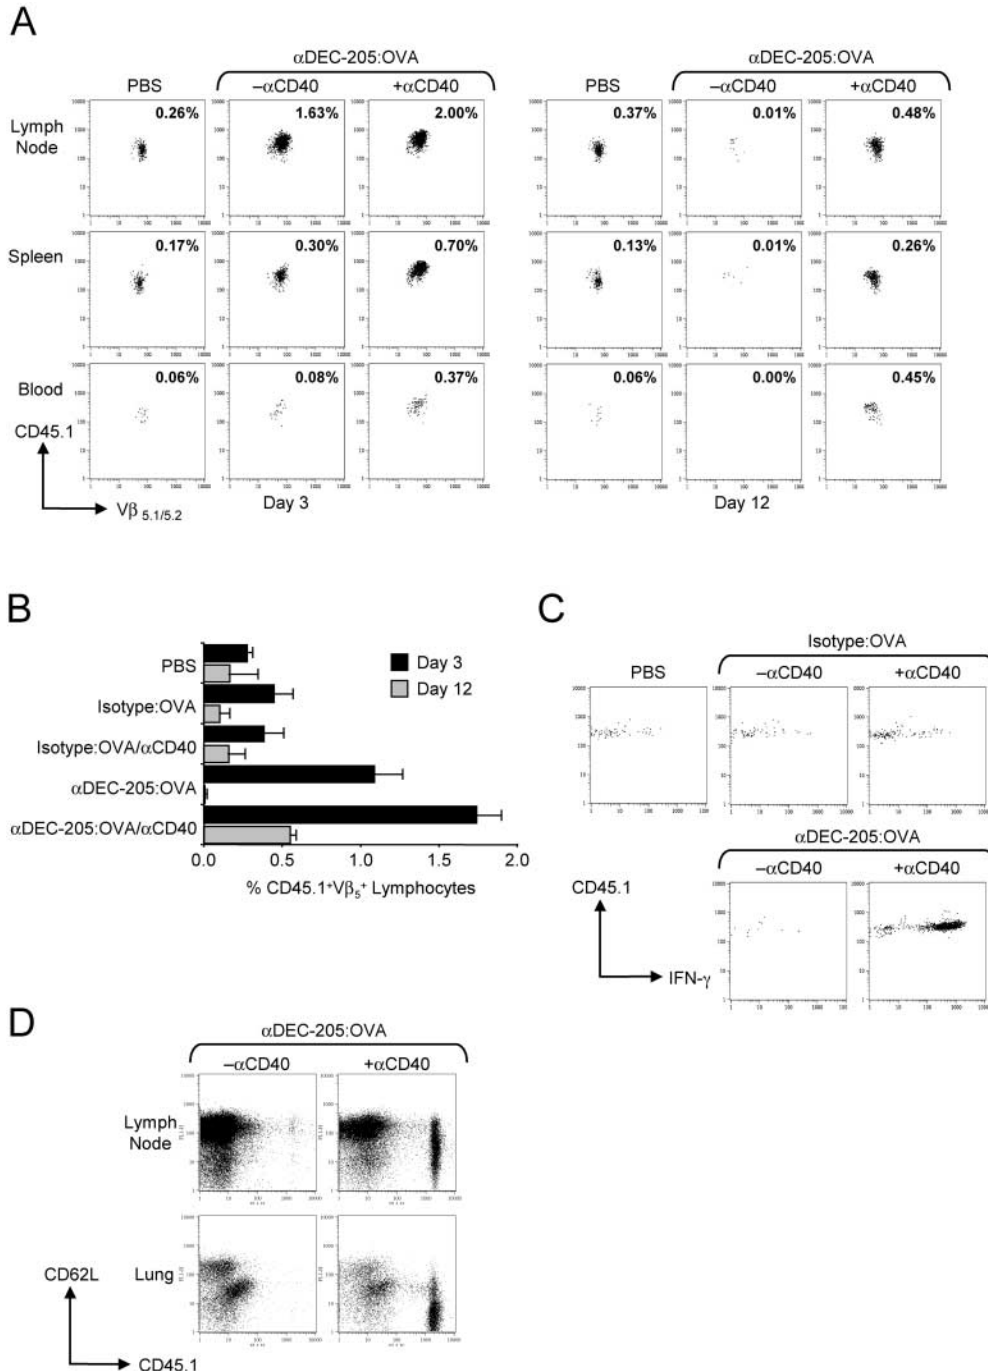 A
αDEC-205:OVA αDEC-205:OVA
PBS –αCD40 +αCD40 PBS –αCD40 +αCD40
Lymph Node 0.26% 1.63% 2.00% 0.37% 0.01% 0.48%
Spleen 0.17% 0.30% 0.70% 0.13% 0.01% 0.26%
Blood 0.06% 0.08% 0.37% 0.06% 0.00% 0.45%
CD45.1
Vβ 5.1/5.2
Day 3 Day 12
B
PBS
Isotype:OVA
Isotype:OVA/αCD40
αDEC-205:OVA
αDEC-205:OVA/αCD40
Day 3
Day 12
0.0 0.5 1.0 1.5 2.0
% CD45.1⁺Vβ₅⁺ Lymphocytes
C
Isotype:OVA
PBS –αCD40 +αCD40
αDEC-205:OVA
–αCD40 +αCD40
CD45.1
IFN-γ
D
αDEC-205:OVA
–αCD40 +αCD40
Lymph
Node
CD62L Lung
CD45.1